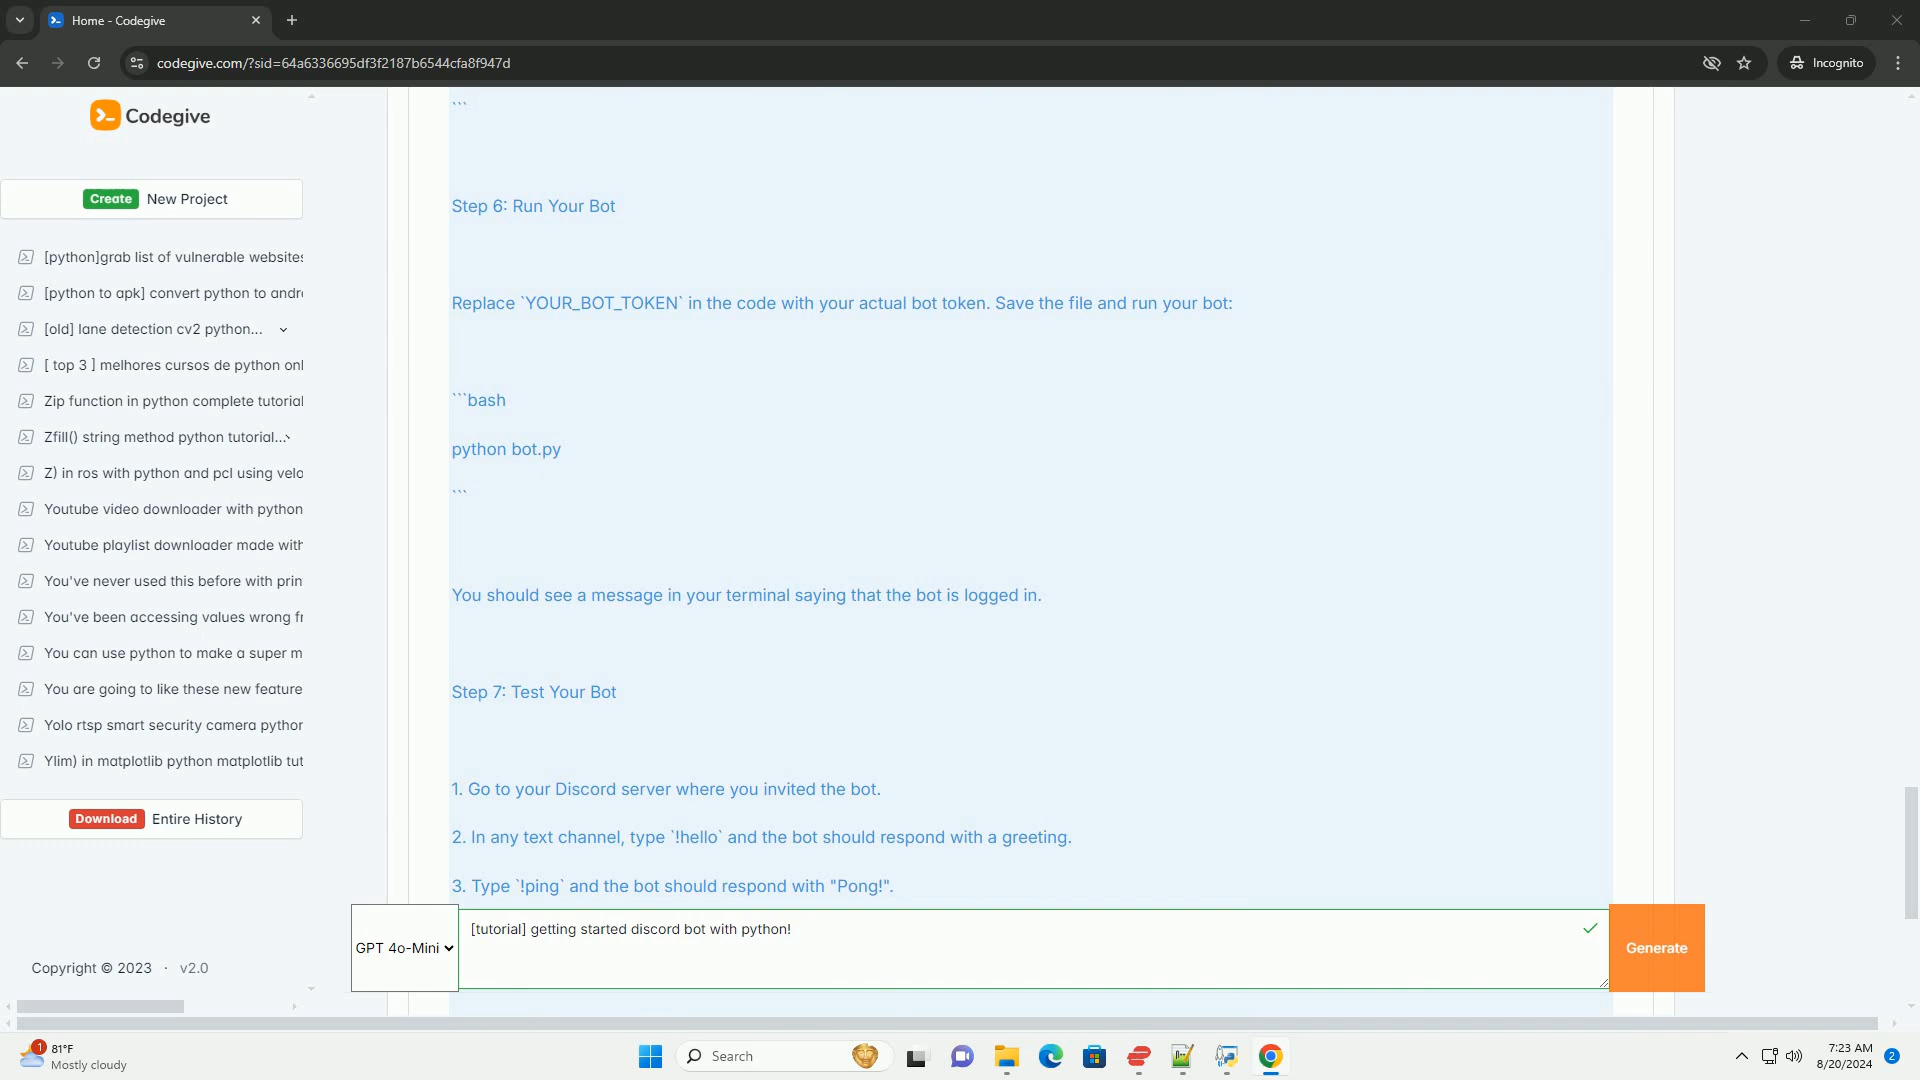 Home - Codegive
codegive.com/?sid=64a6336695df3f2187b6544cfa8f947d
Incognito
Codegive
Create New Project
[python]grab list of vulnerable websites
[python to apk] convert python to andr
[old] lane detection cv2 python...
[ top 3 ] melhores cursos de python onl
Zip function in python complete tutorial
Zfill() string method python tutorial...
Z) in ros with python and pcl using velo
Youtube video downloader with python
Youtube playlist downloader made with
You've never used this before with prin
You've been accessing values wrong fr
You can use python to make a super m
You are going to like these new feature
Yolo rtsp smart security camera python
Ylim) in matplotlib python matplotlib tut
Download Entire History
Copyright © 2023 · v2.0
```
Step 6: Run Your Bot
Replace `YOUR_BOT_TOKEN` in the code with your actual bot token. Save the file and run your bot:
```bash
python bot.py
```
You should see a message in your terminal saying that the bot is logged in.
Step 7: Test Your Bot
1. Go to your Discord server where you invited the bot.
2. In any text channel, type `!hello` and the bot should respond with a greeting.
3. Type `!ping` and the bot should respond with "Pong!".
GPT 4o-Mini
[tutorial] getting started discord bot with python!
Generate
1
81°F
Mostly cloudy
Search
7:23 AM
8/20/2024
2